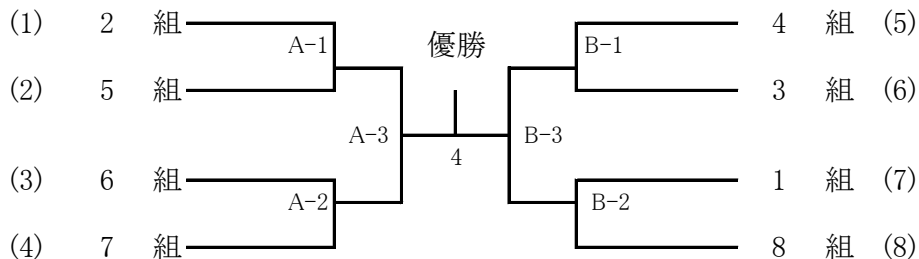 (1) 2 組 4 組 (5)
A-1 優勝 B-1
(2) 5 組 3 組 (6)
A-3 B-3
4
(3) 6 組 1 組 (7)
A-2 B-2
(4) 7 組 8 組 (8)